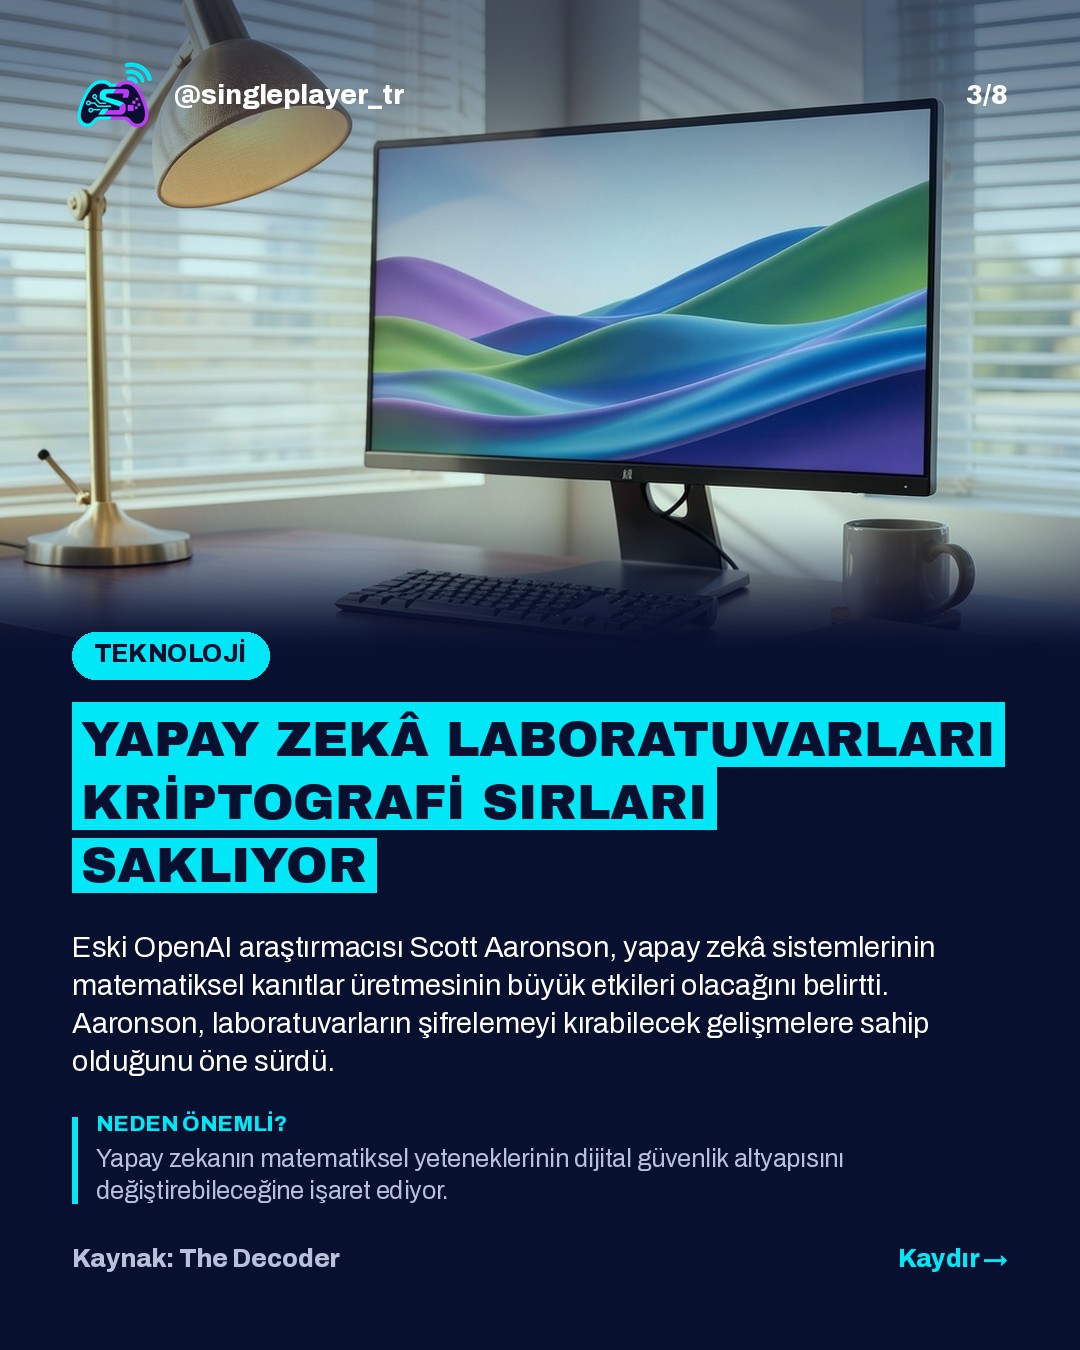 @singleplayer_tr
3/8
TEKNOLOJİ
YAPAY ZEKÂ LABORATUVARLARI
KRİPTOGRAFİ SIRLARI
SAKLIYOR
Eski OpenAI araştırmacısı Scott Aaronson, yapay zekâ sistemlerinin
matematiksel kanıtlar üretmesinin büyük etkileri olacağını belirtti.
Aaronson, laboratuvarların şifrelemeyi kırabilecek gelişmelere sahip
olduğunu öne sürdü.
NEDEN ÖNEMLİ?
Yapay zekanın matematiksel yeteneklerinin dijital güvenlik altyapısını
değiştirebileceğine işaret ediyor.
Kaynak: The Decoder
Kaydır →